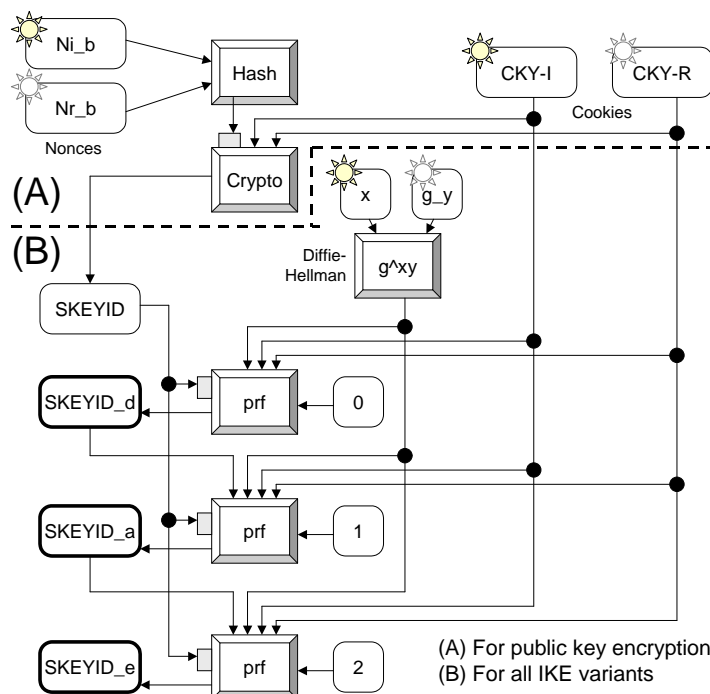 Ni_b
Hash
Nr_b
Nonces
CKY-I
CKY-R
Cookies
Crypto
(A)
x
g_y
(B)
Diffie-
Hellman
g^xy
SKEYID
SKEYID_d
prf
0
SKEYID_a
prf
1
SKEYID_e
prf
2
(A) For public key encryption
(B) For all IKE variants